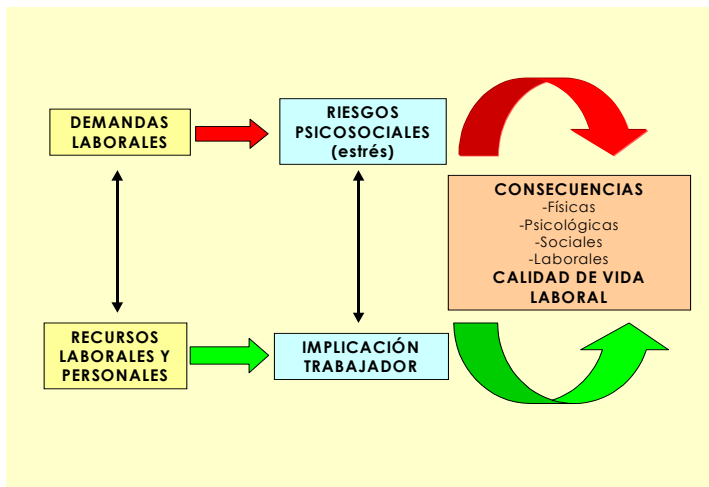 DEMANDAS
LABORALES
RIESGOS
PSICOSOCIALES
(estrés)
CONSECUENCIAS
-Físicas
-Psicológicas
-Sociales
-Laborales
CALIDAD DE VIDA
LABORAL
RECURSOS
LABORALES Y
PERSONALES
IMPLICACIÓN
TRABAJADOR